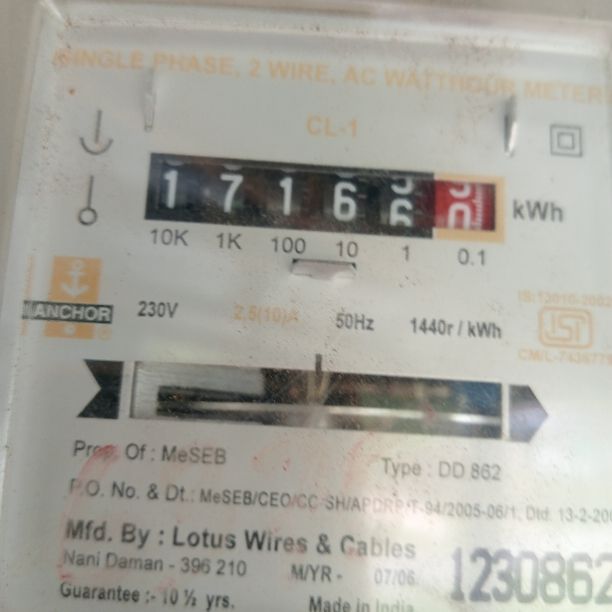 SINGLE PHASE, 2 WIRE, AC WATTHOUR METER
CL-1
1 7 1 6 kWh
10K 1K 100 10 1 0.1
ANCHOR 230V 2.5(10)A 50Hz 1440r / kWh
Prop. Of : MeSEB
Type : DD 862
P.O. No. & Dt.: MeSEB/CEO/CC-SH/APDRP/T-94/2005-06/1, Dtd. 13-2-200
Mfd. By : Lotus Wires & Cables
Nani Daman - 396 210 M/YR - 07/06
Guarantee :- 10 ½ yrs. Made in India
1230862